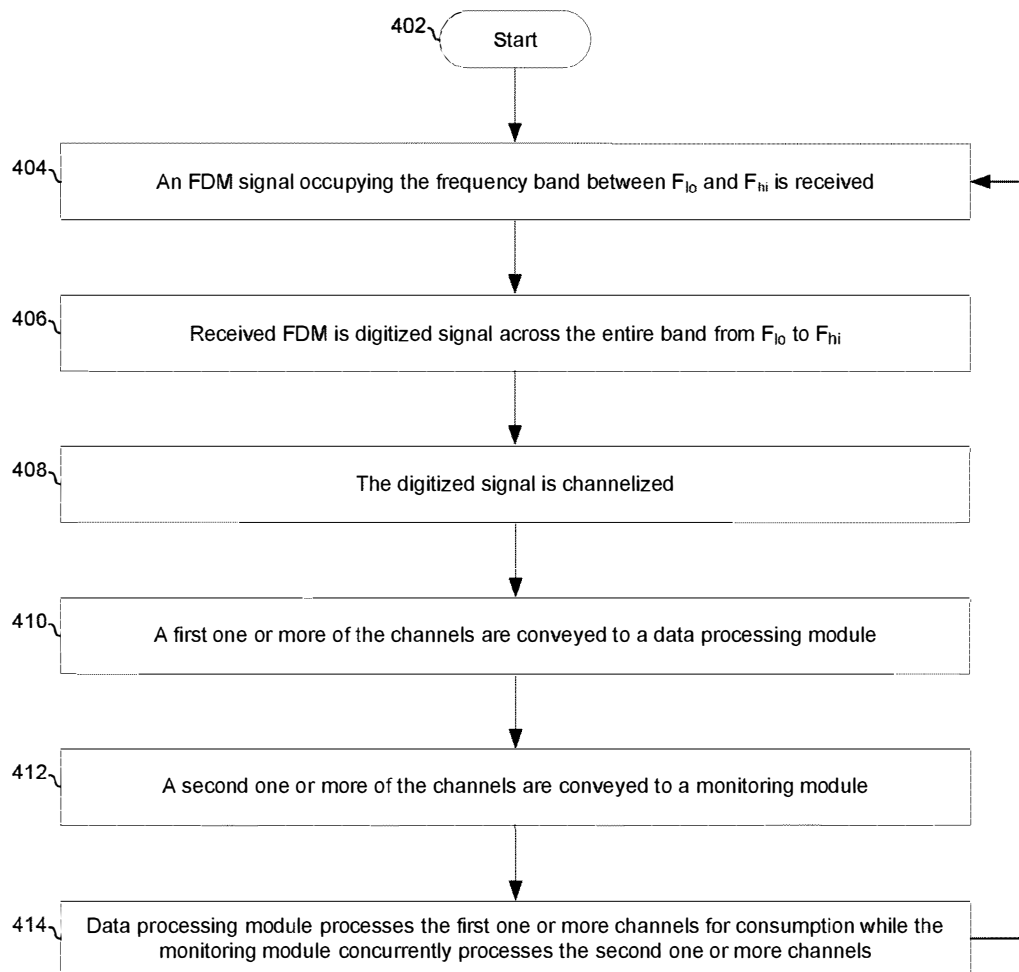 402
Start
404
An FDM signal occupying the frequency band between Flo and Fhi is received
406
Received FDM is digitized signal across the entire band from Flo to Fhi
408
The digitized signal is channelized
410
A first one or more of the channels are conveyed to a data processing module
412
A second one or more of the channels are conveyed to a monitoring module
414
Data processing module processes the first one or more channels for consumption while the
monitoring module concurrently processes the second one or more channels